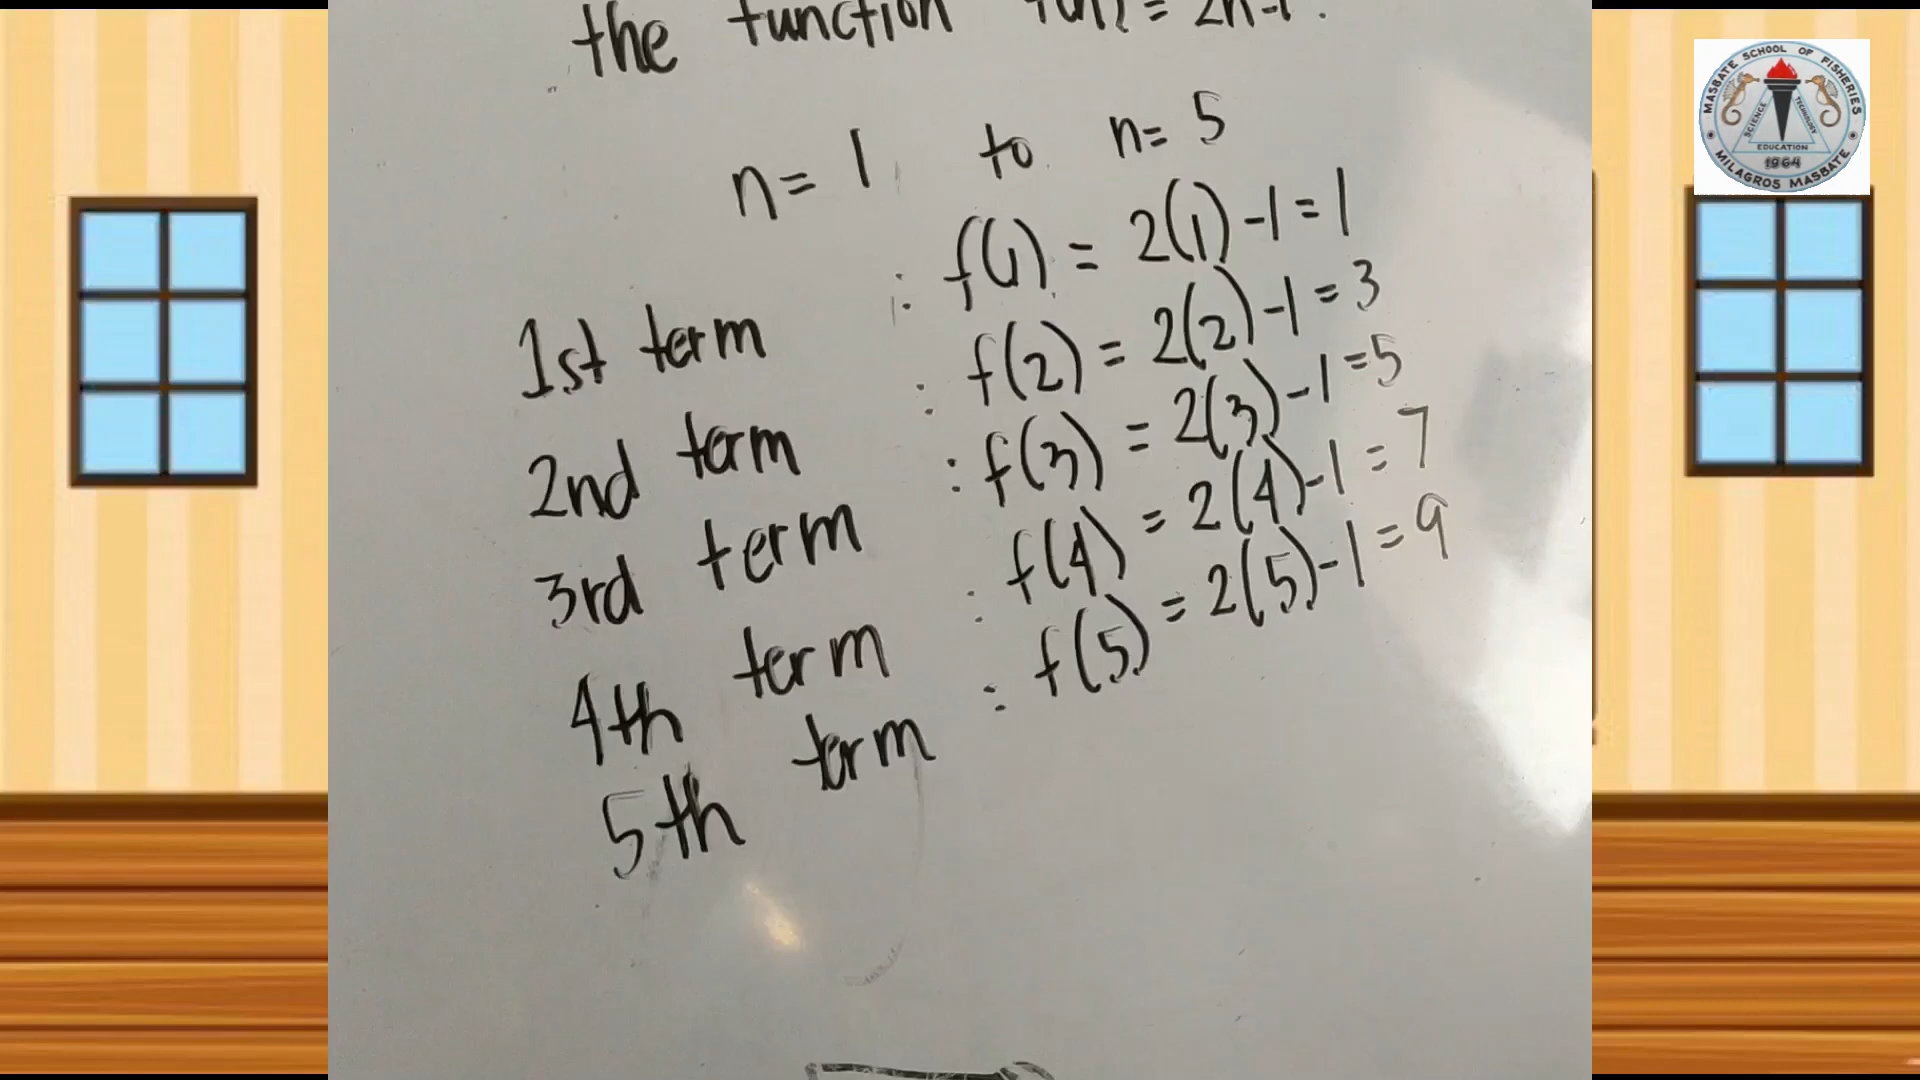 the function f(n) = 2n-1.
n = 1 to n = 5
1st term : f(1) = 2(1) - 1 = 1
2nd term : f(2) = 2(2) - 1 = 3
3rd term : f(3) = 2(3) - 1 = 5
4th term : f(4) = 2(4) - 1 = 7
5th term : f(5) = 2(5) - 1 = 9
MASBATE SCHOOL OF FISHERIES
SCIENCE
TECHNOLOGY
EDUCATION
1964
MILAGROS MASBATE